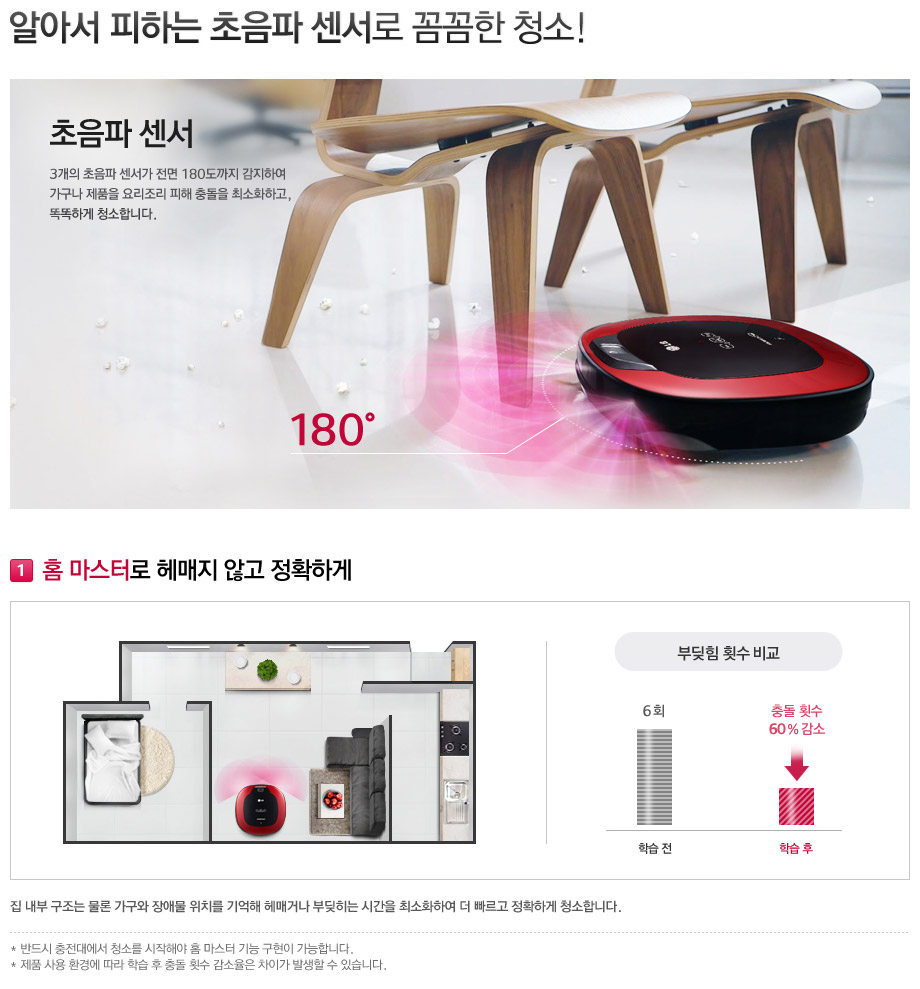 알아서 피하는 초음파 센서로 꼼꼼한 청소!
초음파 센서
3개의 초음파 센서가 전면 180도까지 감지하여
가구나 제품을 요리조리 피해 충돌을 최소화하고,
똑똑하게 청소합니다.
180°
1 홈 마스터로 헤매지 않고 정확하게
부딪힘 횟수 비교
6회
충돌 횟수
60% 감소
학습 전
학습 후
집 내부 구조는 물론 가구와 장애물 위치를 기억해 헤매거나 부딪히는 시간을 최소화하여 더 빠르고 정확하게 청소합니다.
* 반드시 충전대에서 청소를 시작해야 홈 마스터 기능 구현이 가능합니다.
* 제품 사용 환경에 따라 학습 후 충돌 횟수 감소율은 차이가 발생할 수 있습니다.